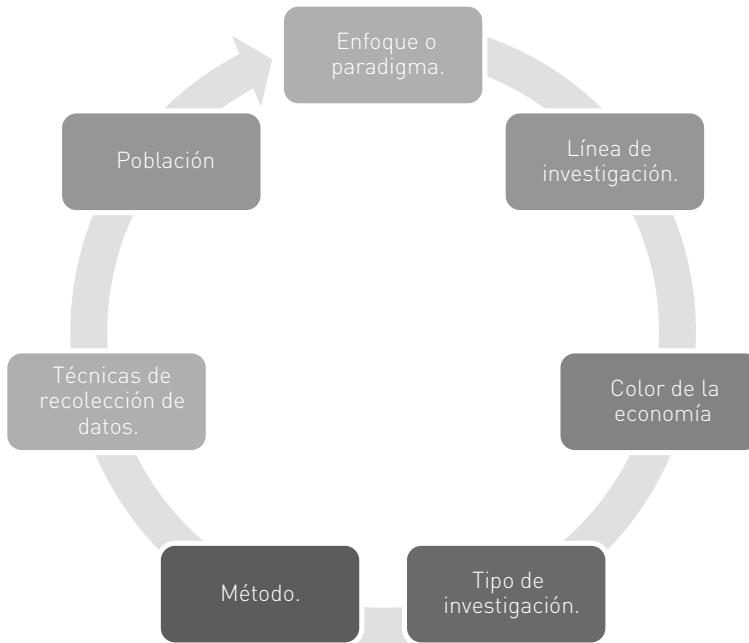 Enfoque o
paradigma.
Línea de
investigación.
Color de la
economía
Tipo de
investigación.
Método.
Técnicas de
recolección de
datos.
Población